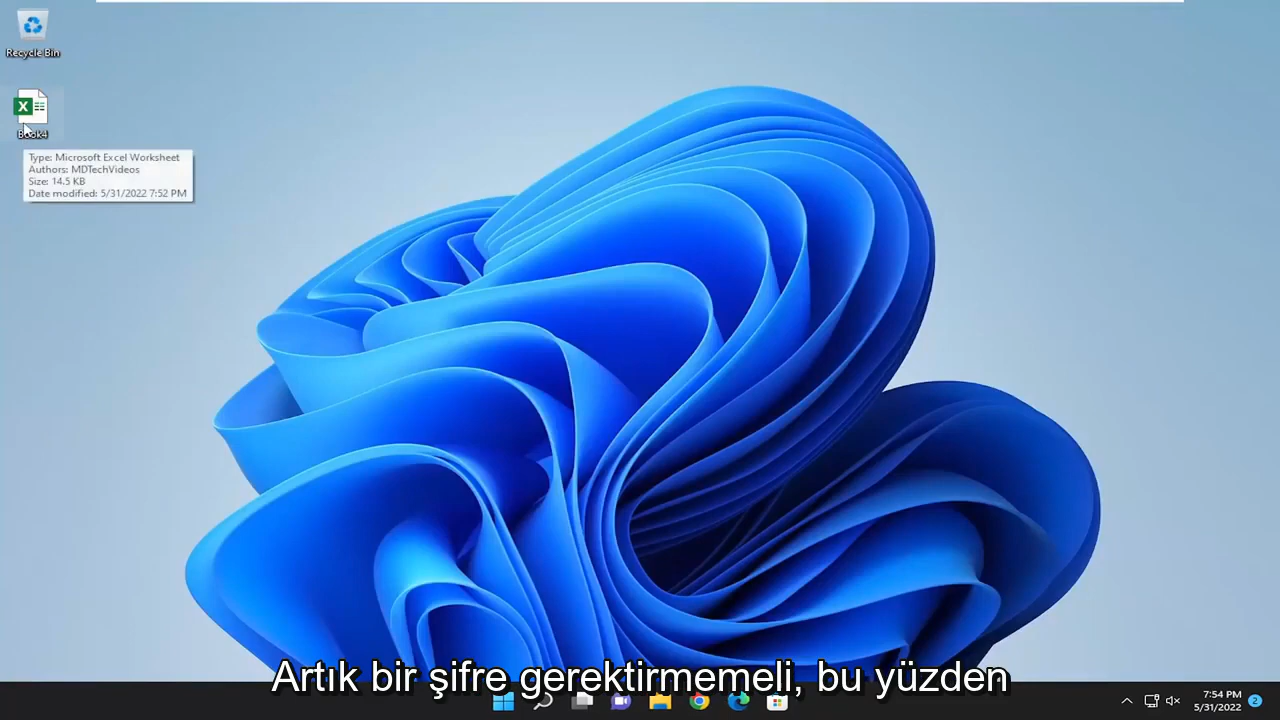 Recycle Bin
Book4
Type: Microsoft Excel Worksheet
Authors: MDTechVideos
Size: 14.5 KB
Date modified: 5/31/2022 7:52 PM
Artık bir şifre gerektirmemeli, bu yüzden
7:54 PM
5/31/2022
2